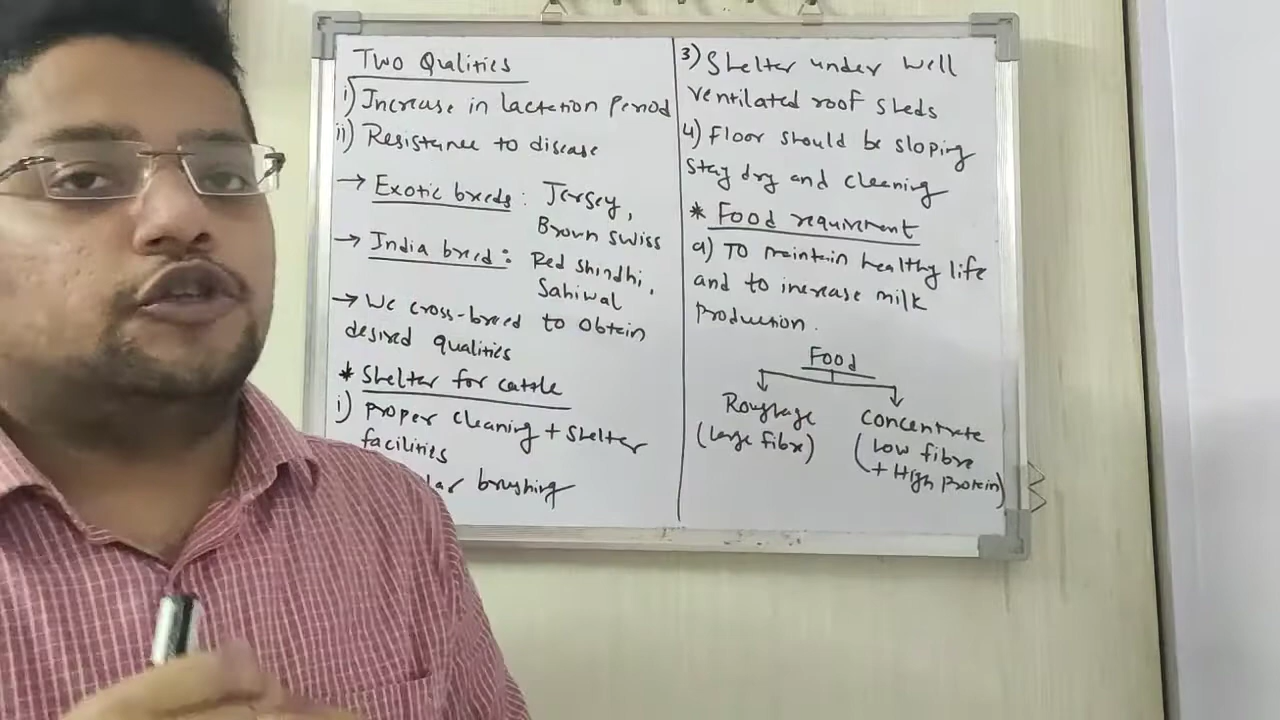 Two Qualities
i) Increase in lactation period
ii) Resistance to disease
→ Exotic breeds : Jersey,
Brown Swiss
→ India breed : Red Shindhi,
Sahiwal
→ We cross-breed to obtain
desired qualities
* Shelter for cattle
i) Proper cleaning + Shelter
facilities
lar brushing
3) Shelter under well
ventilated roof sheds
4) Floor should be sloping
stay dry and cleaning
* Food requirement
a) To maintain healthy life
and to increase milk
Production.
Food
Roughage
(large fibre)
Concentrate
(Low fibre
+ High Protein)